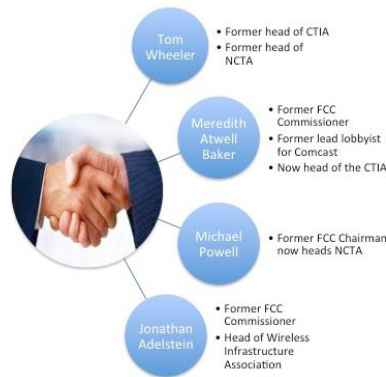 Tom
Wheeler
• Former head of CTIA
• Former head of
NCTA
Meredith
Atwell
Baker
• Former FCC
Commissioner
• Former lead lobbyist
for Comcast
• Now head of the CTIA
Michael
Powell
• Former FCC Chairman
now heads NCTA
Jonathan
Adelstein
• Former FCC
Commissioner
• Head of Wireless
Infrastructure
Association